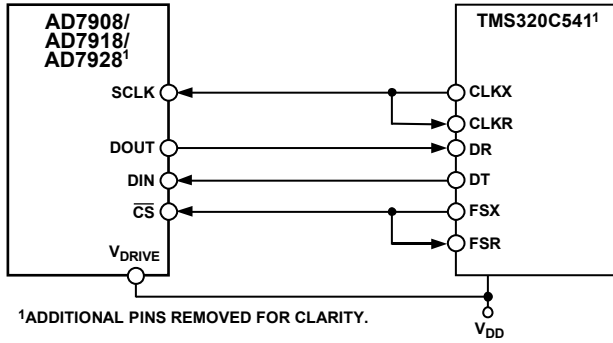 AD7908/
AD7918/
AD7928¹
TMS320C541¹
SCLK
CLKX
CLKR
DOUT
DR
DIN
DT
CS
FSX
FSR
VDRIVE
¹ADDITIONAL PINS REMOVED FOR CLARITY.
VDD